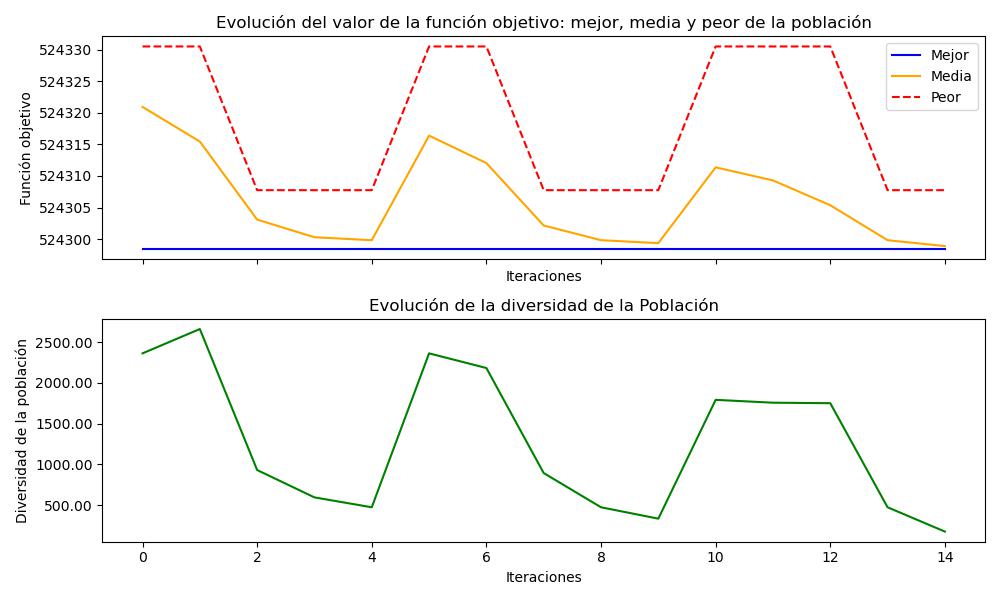 Evolución del valor de la función objetivo: mejor, media y peor de la población
524330
524325
524320
524315
524310
524305
524300
Función objetivo
Mejor
Media
Peor
Iteraciones
Evolución de la diversidad de la Población
2500.00
2000.00
1500.00
1000.00
500.00
Diversidad de la población
0 2 4 6 8 10 12 14
Iteraciones